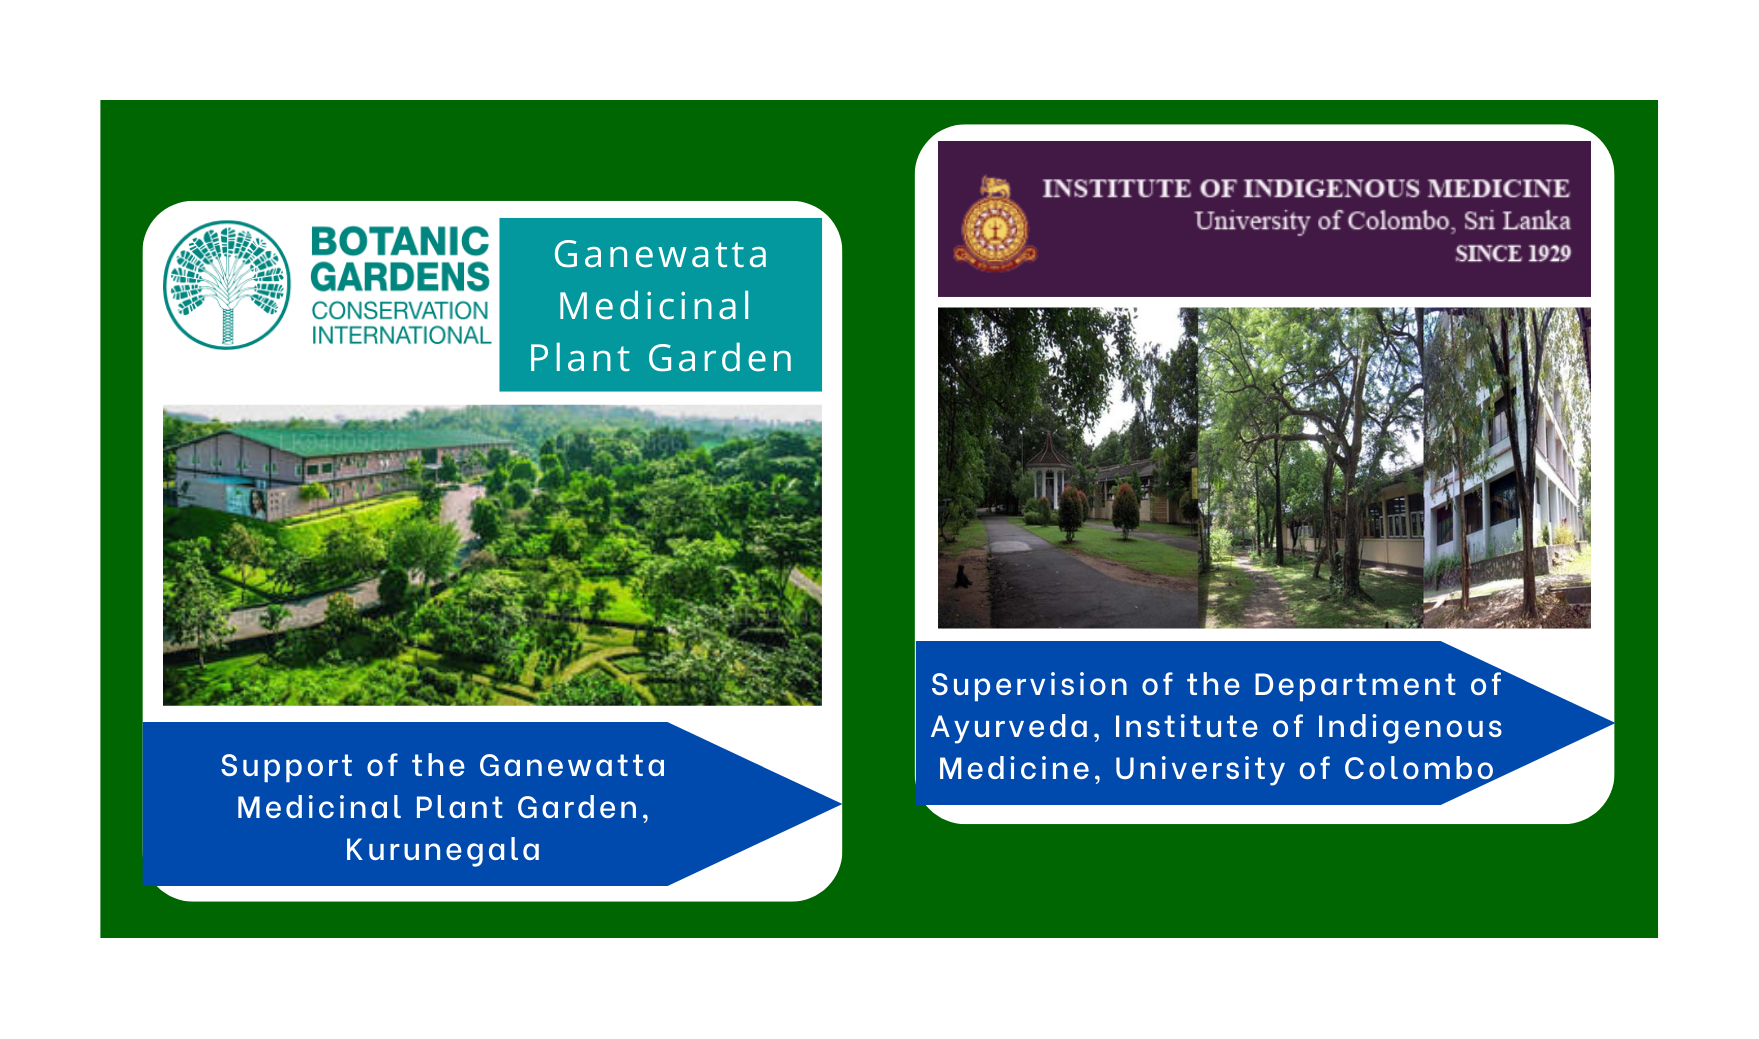 BOTANIC
GARDENS
CONSERVATION
INTERNATIONAL
Ganewatta
Medicinal
Plant Garden
Support of the Ganewatta
Medicinal Plant Garden,
Kurunegala
INSTITUTE OF INDIGENOUS MEDICINE
University of Colombo, Sri Lanka
SINCE 1929
Supervision of the Department of
Ayurveda, Institute of Indigenous
Medicine, University of Colombo